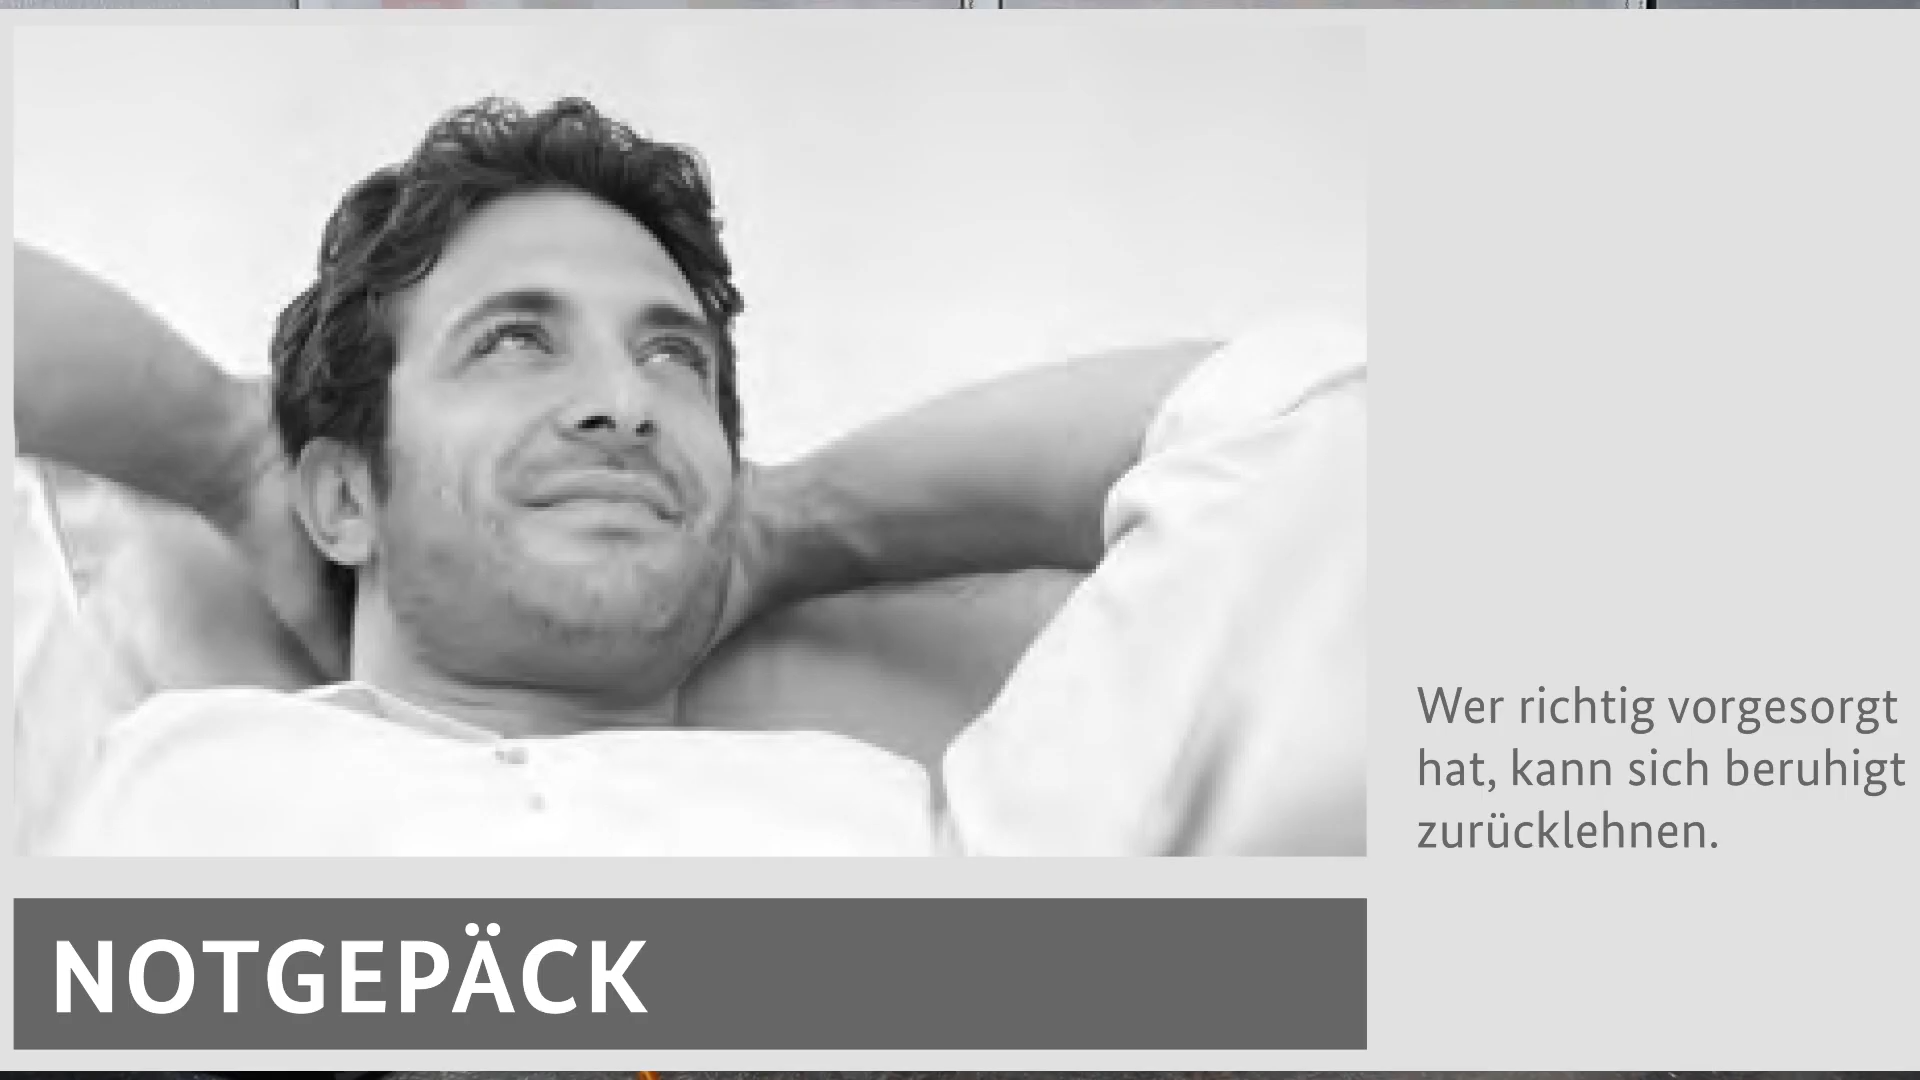 Wer richtig vorgesorgt
hat, kann sich beruhigt
zurücklehnen.
NOTGEPÄCK